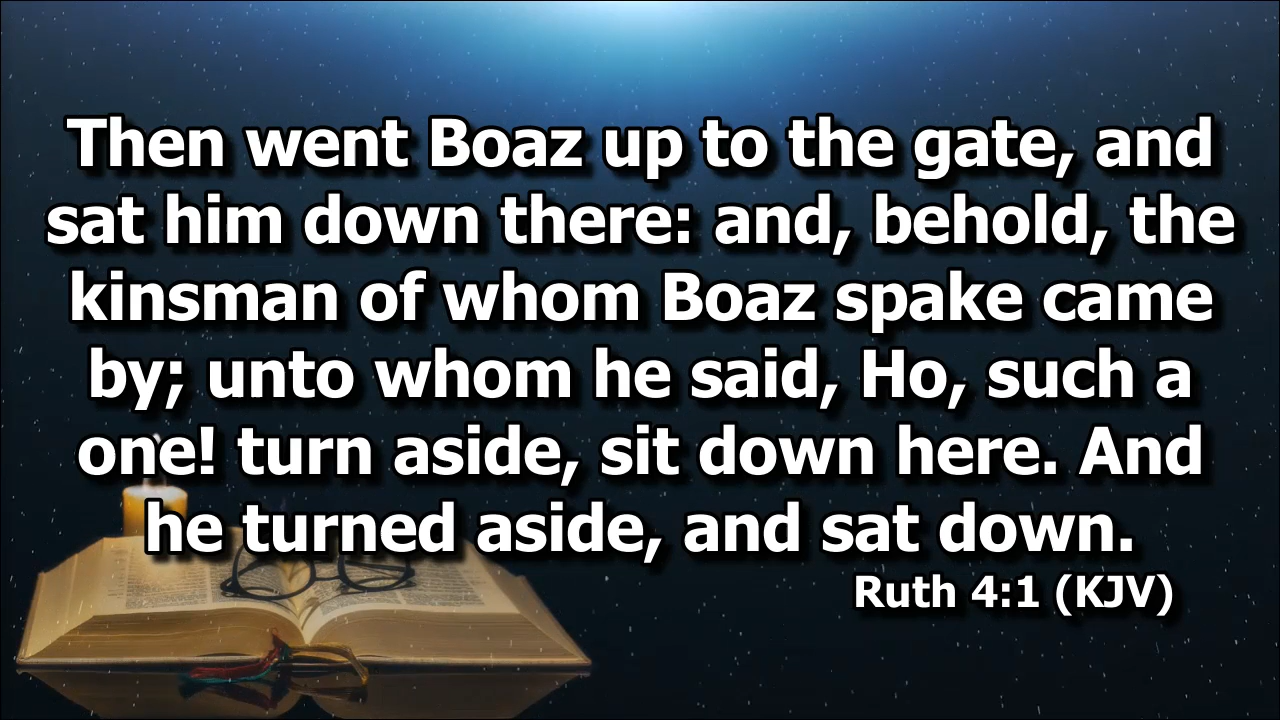 Then went Boaz up to the gate, and
sat him down there: and, behold, the
kinsman of whom Boaz spake came
by; unto whom he said, Ho, such a
one! turn aside, sit down here. And
he turned aside, and sat down.
Ruth 4:1 (KJV)